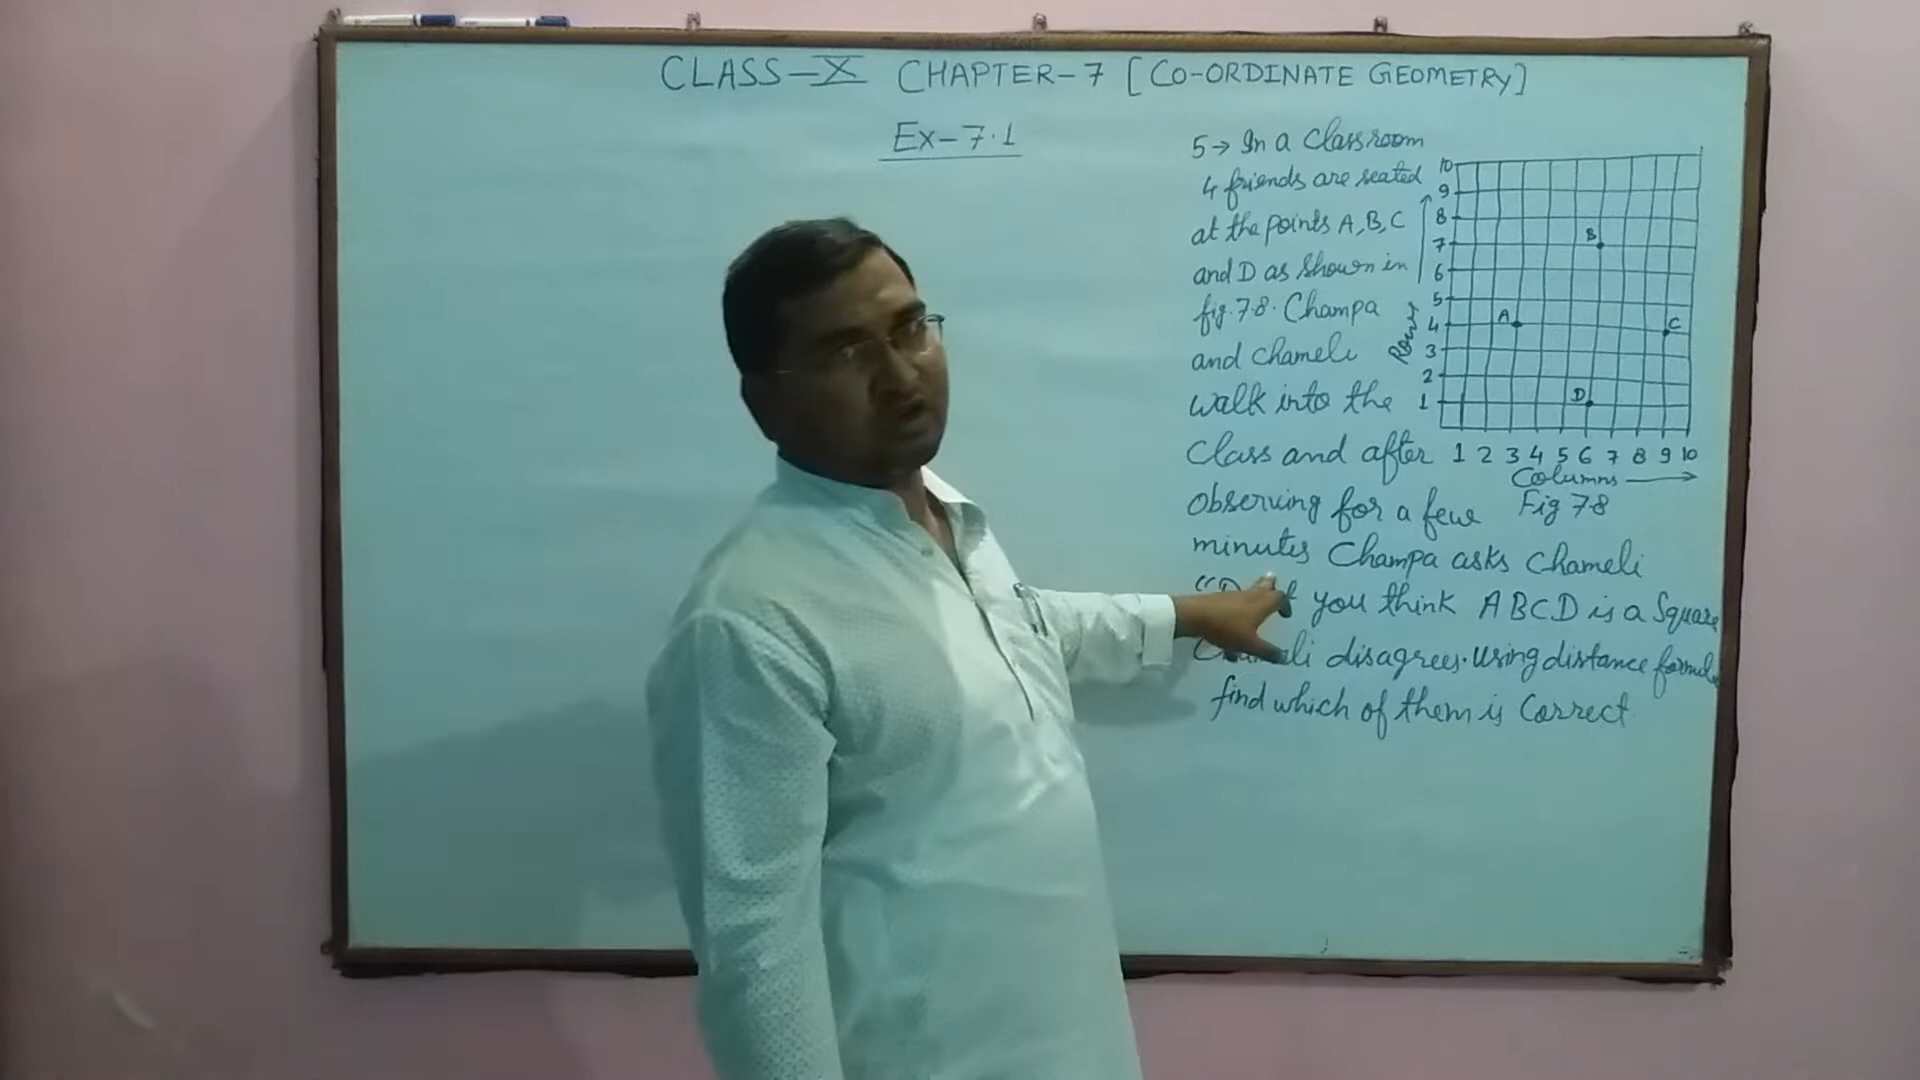 CLASS-X CHAPTER-7 [CO-ORDINATE GEOMETRY]
Ex-7.1
5→ In a Classroom
4 friends are seated
at the points A,B,C
and D as shown in
fig.7.8. Champa
and chameli
walk into the
Class and after
observing for a few
minutes Champa asks Chameli
you think ABCD is a Square
disagrees. Using distance
find which of them is Correct
10
9
8
7
6
5
4
3
2
1
Rows
B
A
C
D
1 2 3 4 5 6 7 8 9 10
Columns →
Fig 7.8